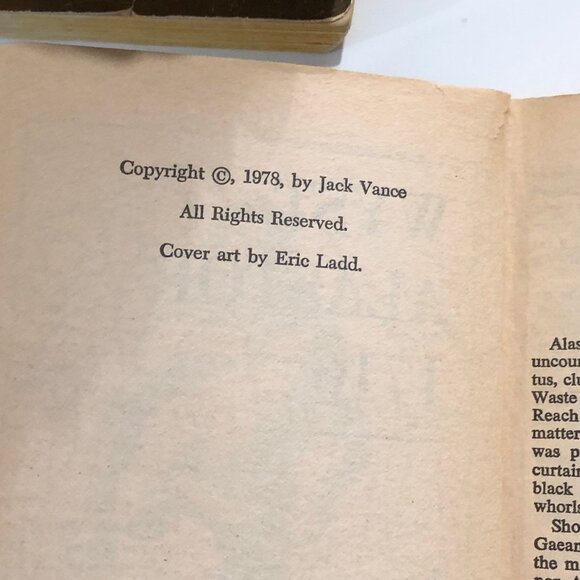 Copyright ©, 1978, by Jack Vance
All Rights Reserved.
Cover art by Eric Ladd.
uncour
tus, clu
Waste
Reach
matter
was p
curtain
black
whorls
Sho
Gaean
the m